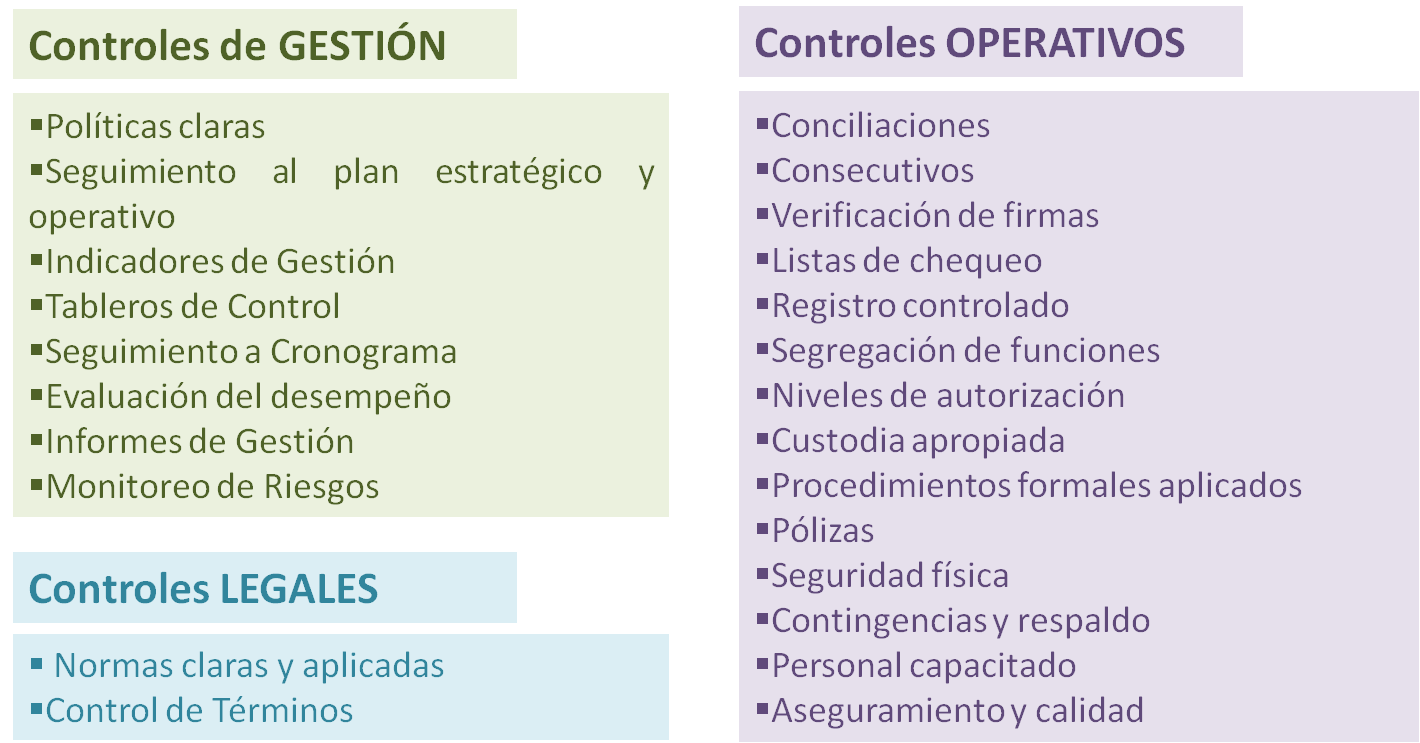 Controles de GESTIÓN
▪Políticas claras
▪Seguimiento al plan estratégico y
operativo
▪Indicadores de Gestión
▪Tableros de Control
▪Seguimiento a Cronograma
▪Evaluación del desempeño
▪Informes de Gestión
▪Monitoreo de Riesgos
Controles LEGALES
▪ Normas claras y aplicadas
▪Control de Términos
Controles OPERATIVOS
▪Conciliaciones
▪Consecutivos
▪Verificación de firmas
▪Listas de chequeo
▪Registro controlado
▪Segregación de funciones
▪Niveles de autorización
▪Custodia apropiada
▪Procedimientos formales aplicados
▪Pólizas
▪Seguridad física
▪Contingencias y respaldo
▪Personal capacitado
▪Aseguramiento y calidad